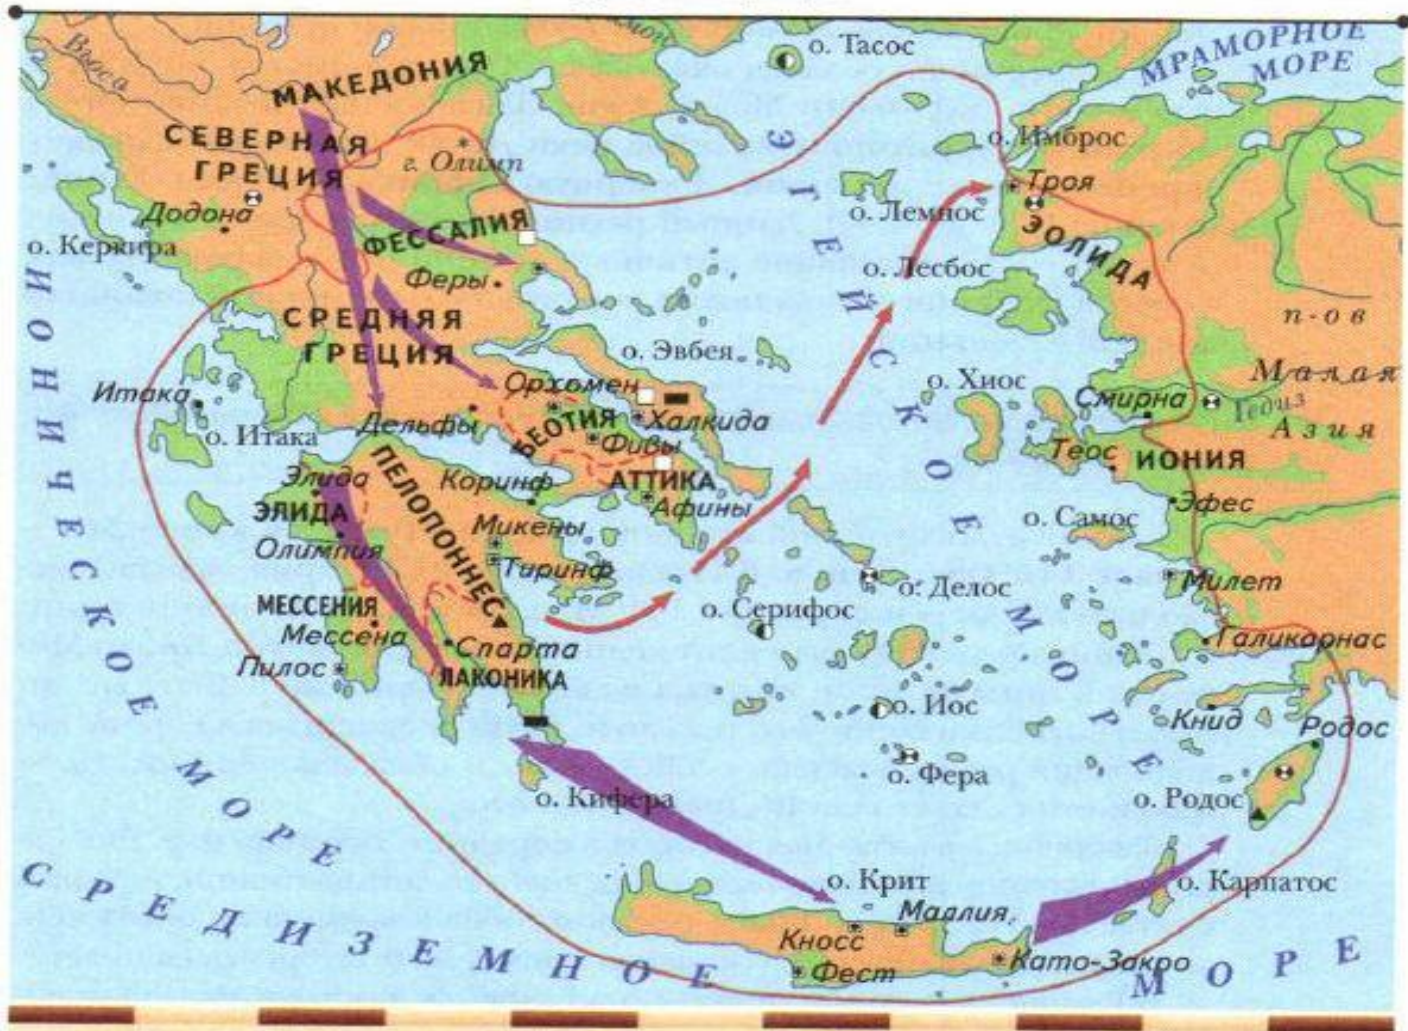 о. Тасос
МРАМОРНОЕ
МОРЕ
Вьоса
МАКЕДОНИЯ
СЕВЕРНАЯ
ГРЕЦИЯ
г. Олимп
о. Имброс
Троя
Додона
о. Керкира
ФЕССАЛИЯ
Феры
о. Лемнос
ЭОЛИДА
о. Лесбос
СРЕДНЯЯ
ГРЕЦИЯ
о. Эвбея
п-ов
Малая
Азия
Гедиз
Итака
о. Итака
Орхомен
о. Хиос
Смирна
Дельфы
БЕОТИЯ
Халкида
Фивы
Теос
ИОНИЯ
ПЕЛОПОННЕС
Элида
ЭЛИДА
Коринф
АТТИКА
Афины
Эфес
Микены
о. Самос
Олимпия
Тиринф
о. Делос
Милет
МЕССЕНИЯ
Мессена
о. Серифос
Галикарнас
Спарта
Пилос
ЛАКОНИКА
о. Иос
Книд
Родос
о. Фера
о. Кифера
о. Родос
о. Крит
Маллия
о. Карпатос
Кносс
Фест
Като-Закро
ИОНИЧЕСКОЕ МОРЕ
ЭГЕЙСКОЕ МОРЕ
СРЕДИЗЕМНОЕ МОРЕ